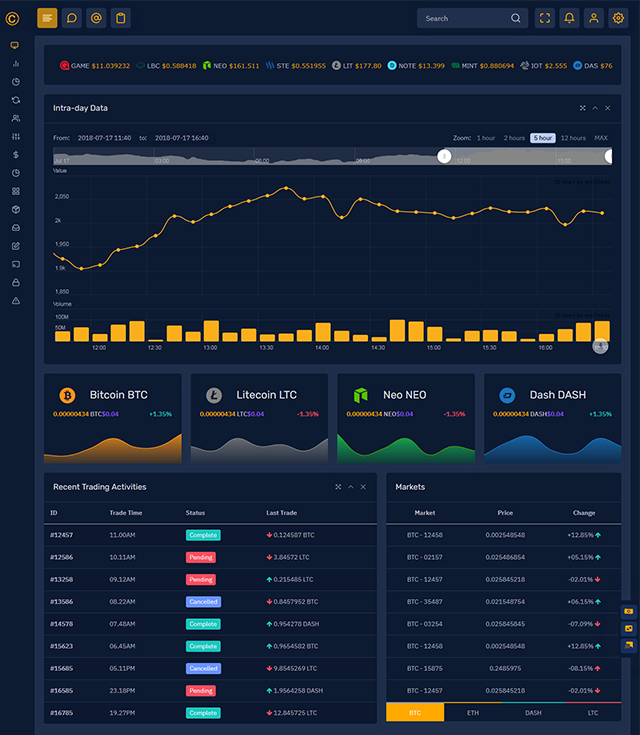 Search
GAME $11.039232 LBC $0.588418 NEO $161.511 STE $0.551955 LIT $177.80 NOTE $13.399 MINT $0.880694 IOT $2.555 DAS $76
Intra-day Data
From: 2018-07-17 11:40 to: 2018-07-17 16:40 Zoom: 1 hour 2 hours 5 hour 12 hours MAX
Jul 17 03:00 06:00 09:00 12:00 15:00
Value
2,050
2k
1,950
1.9k
1,850
Volume
100M
50M
12:00 12:30 13:00 13:30 14:00 14:30 15:00 15:30 16:00
Bitcoin BTC
0.00000434 BTC$0.04 +1.35%
Litecoin LTC
0.00000434 LTC$0.04 -1.35%
Neo NEO
0.00000434 NEO$0.04 -1.35%
Dash DASH
0.00000434 DASH$0.04 +1.35%
Recent Trading Activities
ID Trade Time Status Last Trade
#12457 11.00AM Complete 0.124587 BTC
#12586 10.11AM Pending 3.84572 LTC
#13258 09.12AM Pending 0.215485 LTC
#13586 08.22AM Cancelled 0.8457952 BTC
#14578 07.48AM Complete 0.954278 DASH
#15623 06.45AM Complete 0.9654582 BTC
#15685 05.11PM Cancelled 9.8545269 LTC
#16585 23.18PM Pending 1.9564258 DASH
#16785 19.27PM Complete 12.845725 LTC
Markets
Market Price Change
BTC - 12458 0.002548548 +12.85%
BTC - 02157 0.025486854 +05.15%
BTC - 12457 0.025845218 -02.01%
BTC - 35487 0.021548754 +06.15%
BTC - 03254 0.025845845 -07.09%
BTC - 12458 0.002548548 +12.85%
BTC - 15875 0.2485975 -08.15%
BTC - 12457 0.025845218 -02.01%
BTC ETH DASH LTC